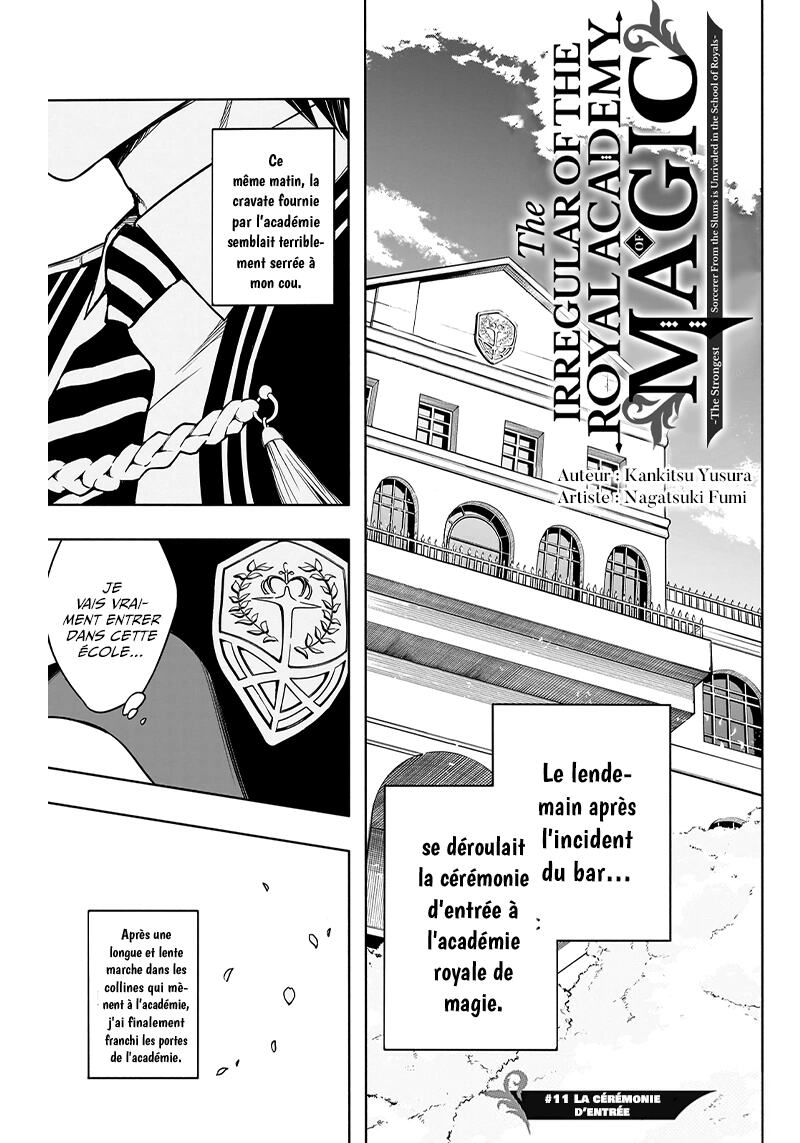 The
IRREGULAR OF THE
ROYAL ACADEMY
OF
MAGIC
-The Strongest Sorcerer From the Slums is Unrivaled in the School of Royals-
Auteur : Kankitsu Yusura
Artiste : Nagatsuki Fumi
Le lende-
main après
l'incident
du bar...
se déroulait
la cérémonie
d'entrée à
l'académie
royale de
magie.
#11 LA CÉRÉMONIE
D'ENTRÉE
Ce
même matin, la
cravate fournie
par l'académie
semblait terrible-
ment serrée à
mon cou.
JE
VAIS VRAI-
MENT ENTRER
DANS CETTE
ÉCOLE...
Après une
longue et lente
marche dans les
collines qui mè-
nent à l'académie,
j'ai finalement
franchi les portes
de l'académie.